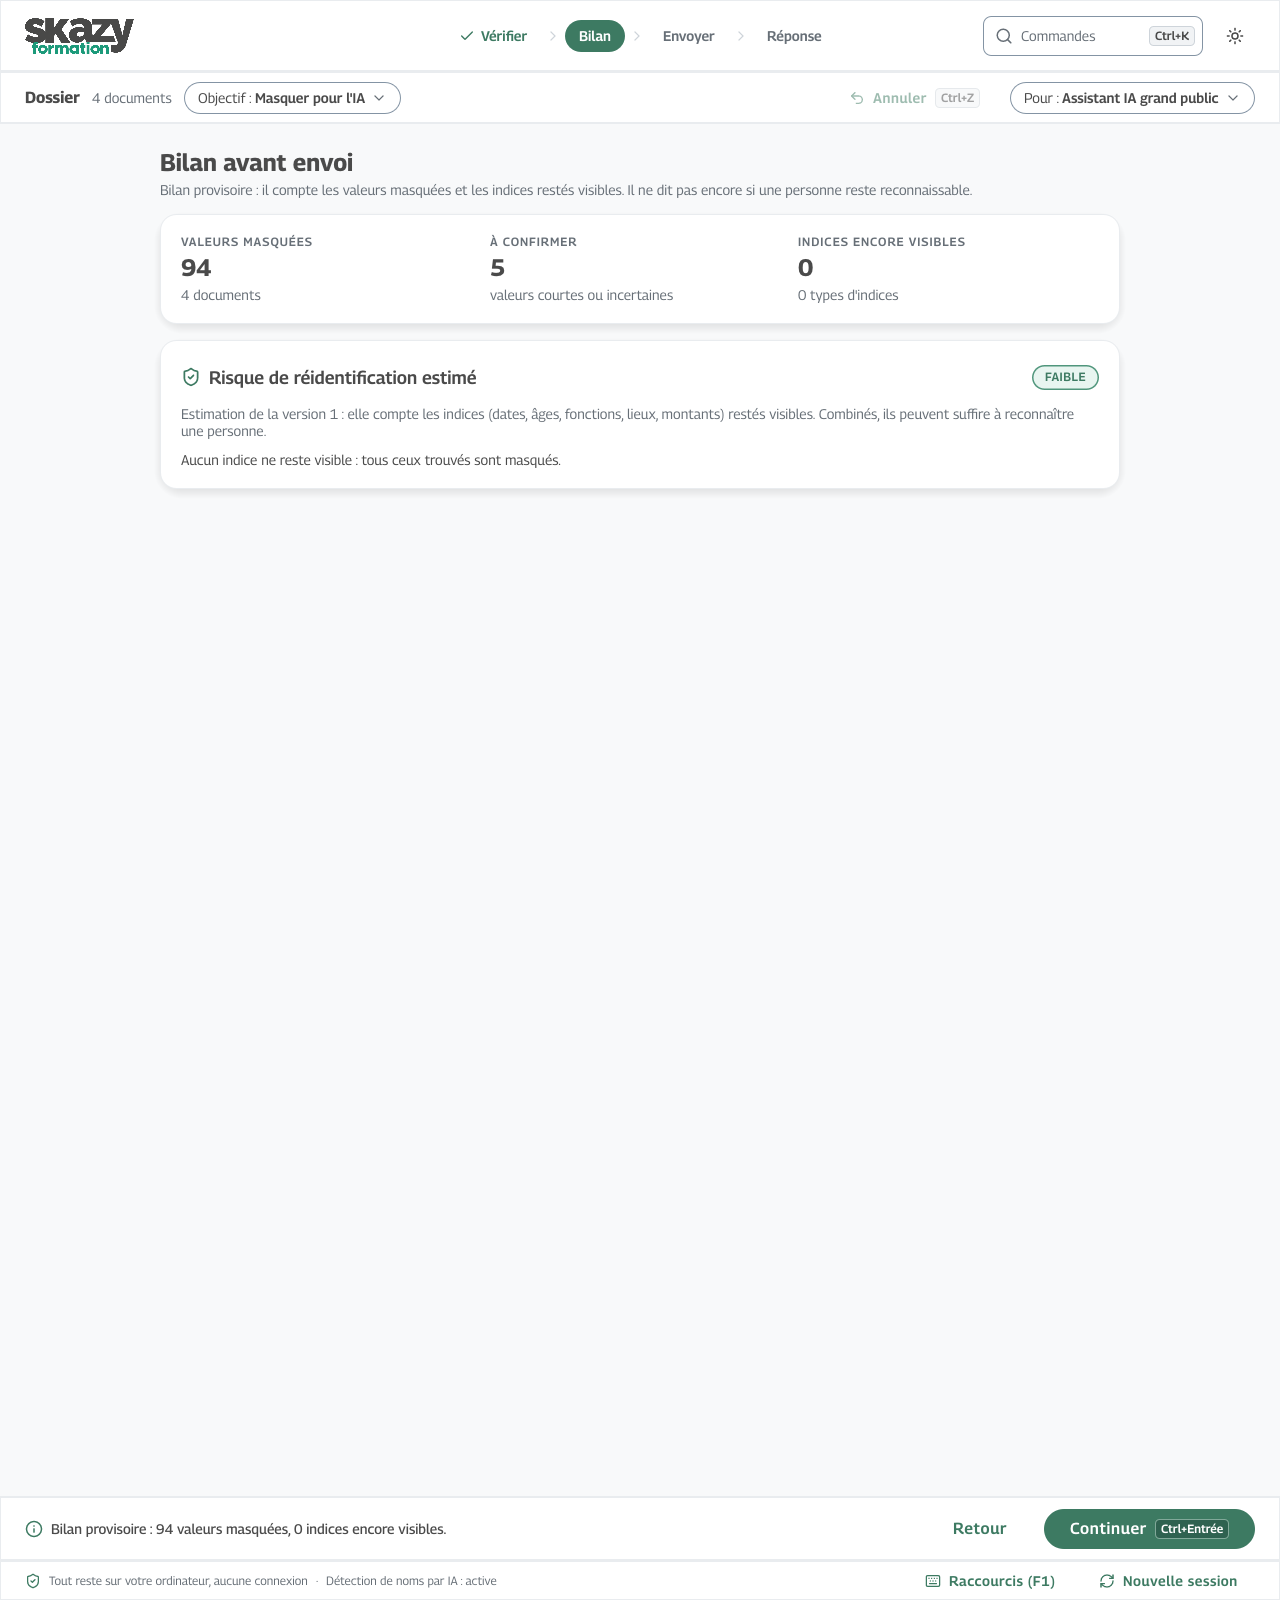 skazy
formation
Vérifier
Bilan
Envoyer
Réponse
Commandes
Ctrl+K
Dossier
4 documents
Objectif : Masquer pour l'IA
Annuler
Ctrl+Z
Pour : Assistant IA grand public
Bilan avant envoi
Bilan provisoire : il compte les valeurs masquées et les indices restés visibles. Il ne dit pas encore si une personne reste reconnaissable.
VALEURS MASQUÉES
94
4 documents
À CONFIRMER
5
valeurs courtes ou incertaines
INDICES ENCORE VISIBLES
0
0 types d'indices
Risque de réidentification estimé
FAIBLE
Estimation de la version 1 : elle compte les indices (dates, âges, fonctions, lieux, montants) restés visibles. Combinés, ils peuvent suffire à reconnaître
une personne.
Aucun indice ne reste visible : tous ceux trouvés sont masqués.
Bilan provisoire : 94 valeurs masquées, 0 indices encore visibles.
Retour
Continuer
Ctrl+Entrée
Tout reste sur votre ordinateur, aucune connexion · Détection de noms par IA : active
Raccourcis (F1)
Nouvelle session